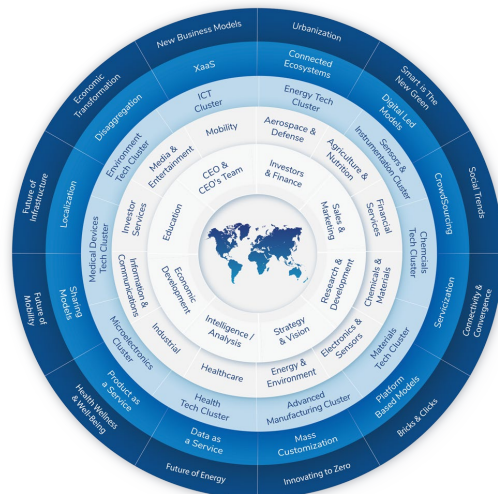 New Business Models
Urbanization
Smart is The
New Green
Social Trends
Connectivity &
Convergence
Bricks & Clicks
Innovating to Zero
Future of Energy
Health Wellness
& Well-Being
Future of
Mobility
Future of
Infrastructure
Economic
Transformation
XaaS
Connected
Ecosystems
Digital Led
Models
CrowdSourcing
Servicization
Platform
Based Models
Mass
Customization
Data as
a Service
Product as
a Service
Sharing
Models
Localization
Disaggregation
ICT
Cluster
Energy Tech
Cluster
Sensors &
Instrumentation Cluster
Chemcials
Tech Cluster
Materials
Tech Cluster
Advanced
Manufacturing Cluster
Health
Tech Cluster
Microelectronics
Cluster
Medical Devices
Tech Cluster
Environment
Tech Cluster
Mobility
Aerospace &
Defense
Agriculture &
Nutrition
Financial
Services
Chemicals &
Materials
Electronics &
Sensors
Energy &
Environment
Healthcare
Industrial
Information &
Communications
Investor
Services
Media &
Entertainment
CEO &
CEO's Team
Investors
& Finance
Sales &
Marketing
Research &
Development
Strategy
& Vision
Intelligence /
Analysis
Economic
Development
Education